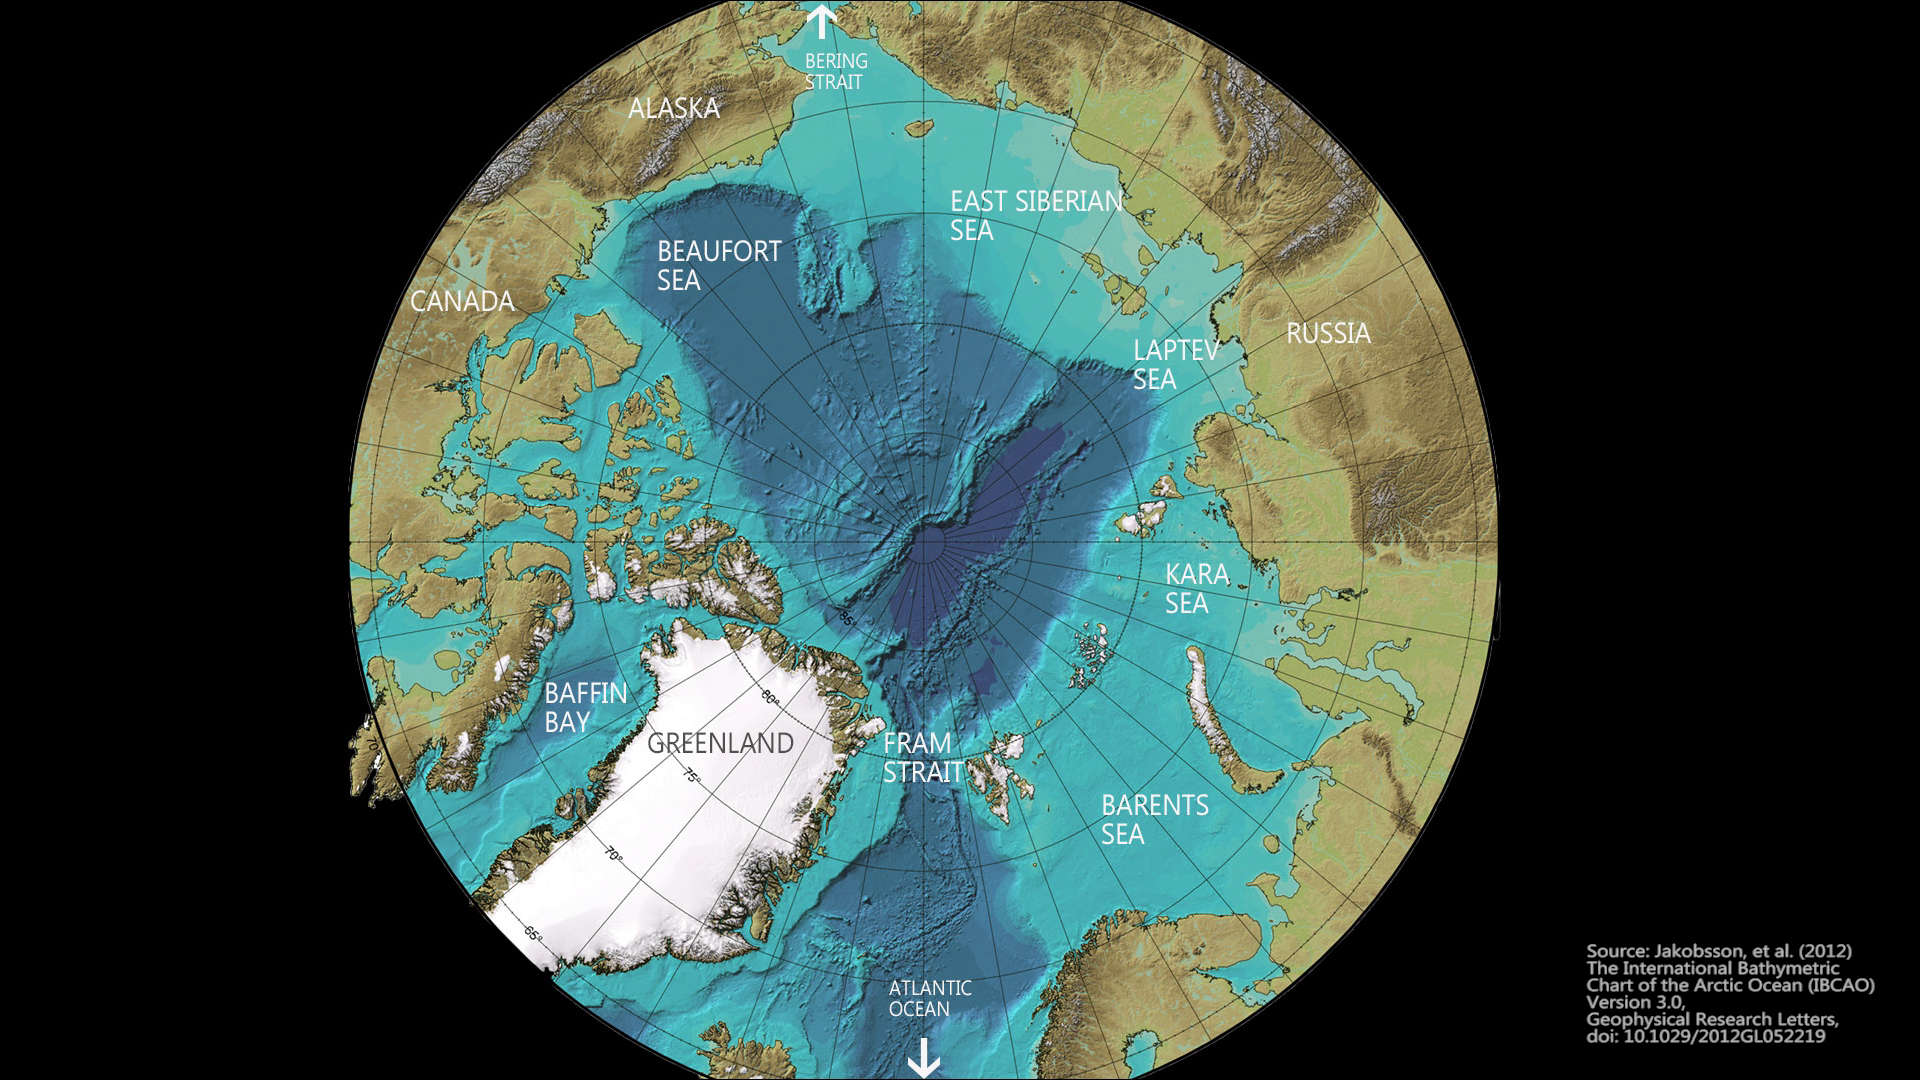 BERING
STRAIT
ALASKA
EAST SIBERIAN
SEA
BEAUFORT
SEA
CANADA
RUSSIA
LAPTEV
SEA
KARA
SEA
85°
80°
BAFFIN
BAY
GREENLAND
FRAM
STRAIT
70°
75°
BARENTS
SEA
70°
65°
ATLANTIC
OCEAN
Source: Jakobsson, et al. (2012)
The International Bathymetric
Chart of the Arctic Ocean (IBCAO)
Version 3.0,
Geophysical Research Letters,
doi: 10.1029/2012GL052219